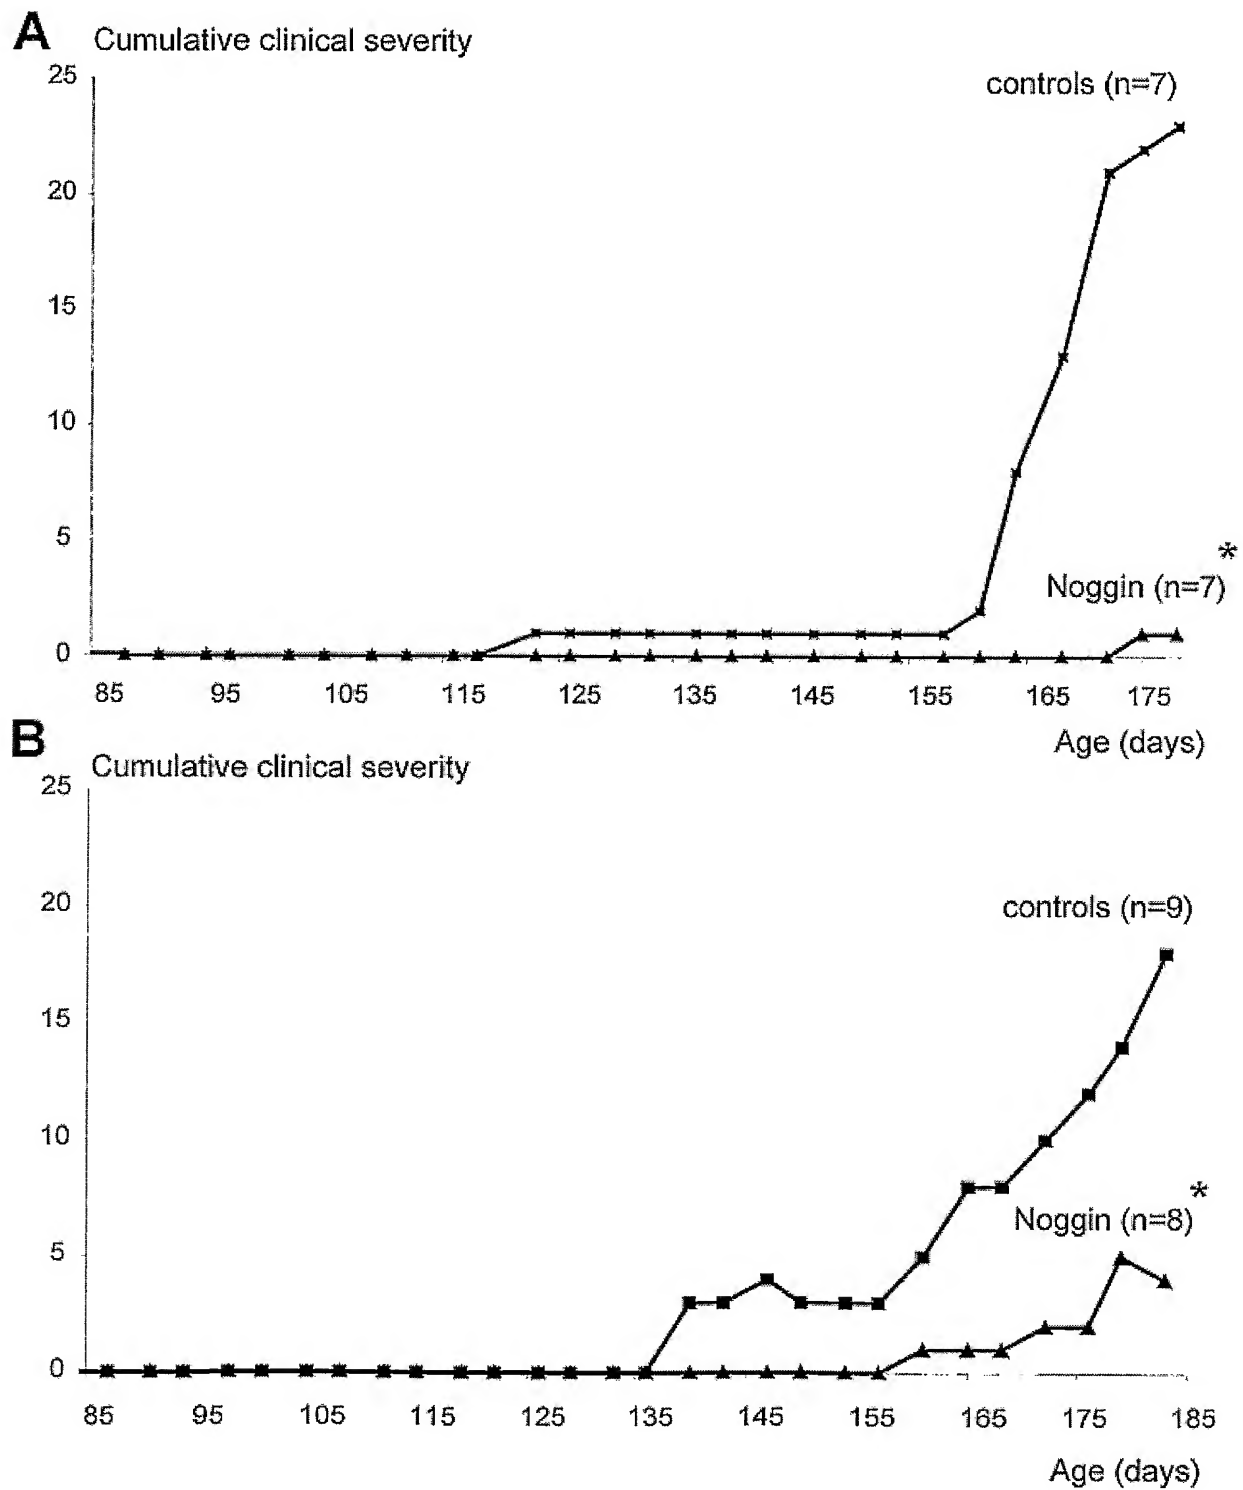 A Cumulative clinical severity
25
controls (n=7)
20
15
10
5
*
Noggin (n=7)
0
85 95 105 115 125 135 145 155 165 175
Age (days)
B
Cumulative clinical severity
25
20
controls (n=9)
15
10
*
Noggin (n=8)
5
0
85 95 105 115 125 135 145 155 165 175 185
Age (days)